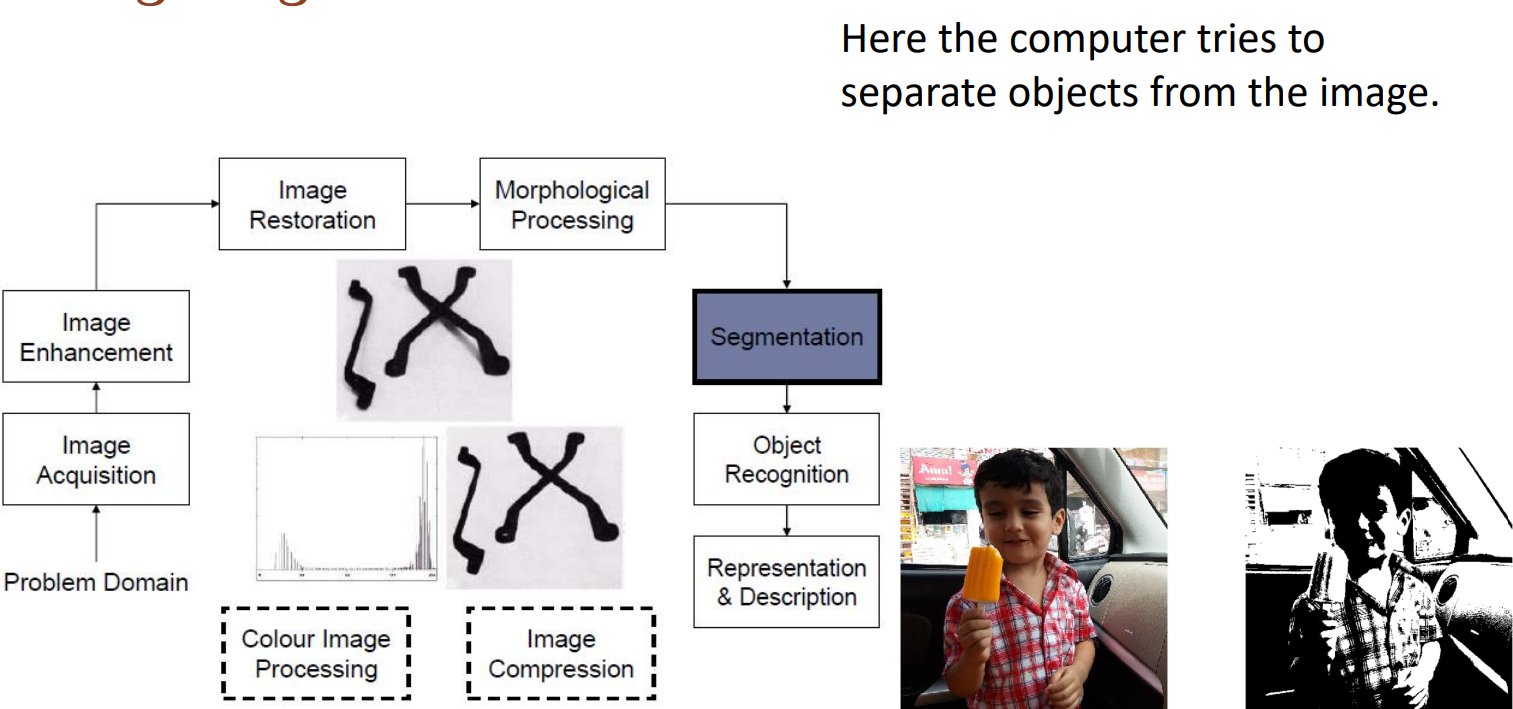 Here the computer tries to
separate objects from the image.
Image
Restoration
Morphological
Processing
Image
Enhancement
Segmentation
Image
Acquisition
Object
Recognition
Problem Domain
Representation
& Description
Colour Image
Processing
Image
Compression
Amul